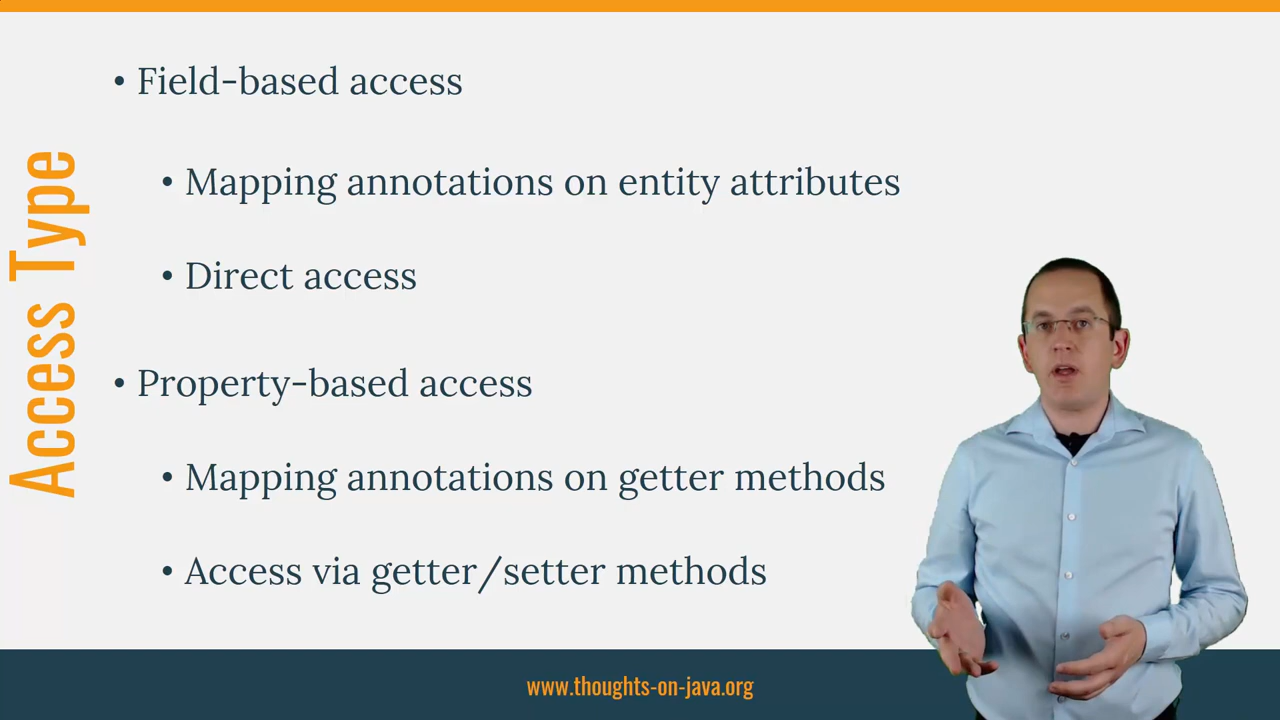 Access Type
• Field-based access
• Mapping annotations on entity attributes
• Direct access
• Property-based access
• Mapping annotations on getter methods
• Access via getter/setter methods
www.thoughts-on-java.org